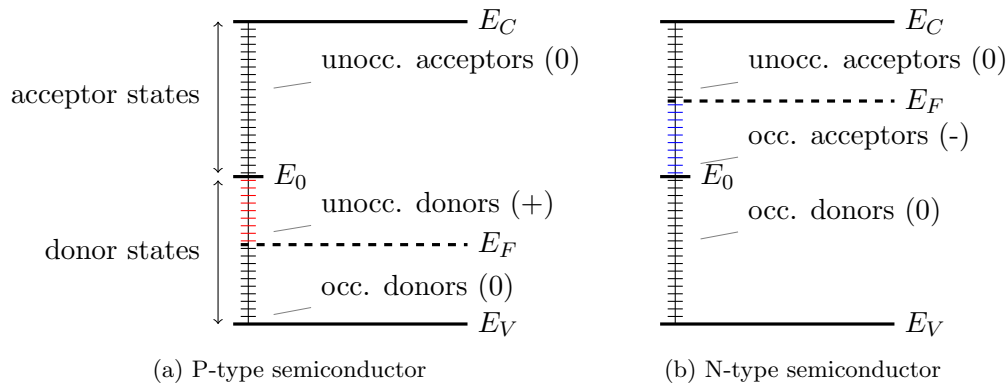 E_C
unocc. acceptors (0)
acceptor states
E_0
unocc. donors (+)
donor states
E_F
occ. donors (0)
E_V
(a) P-type semiconductor
E_C
unocc. acceptors (0)
E_F
occ. acceptors (-)
E_0
occ. donors (0)
E_V
(b) N-type semiconductor